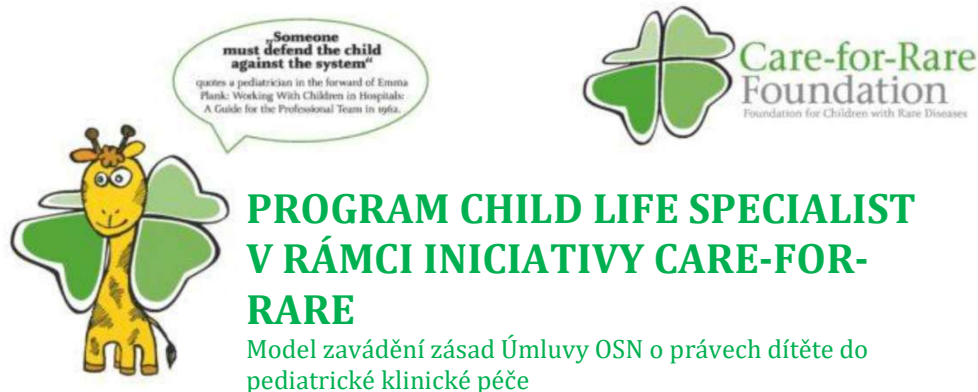 „Someone
must defend the child
against the system“
quotes a pediatrician in the forward of Emma
Plank: Working With Children in Hospitals:
A Guide for the Professional Team in 1962.
Care-for-Rare
Foundation
Foundation for Children with Rare Diseases
PROGRAM CHILD LIFE SPECIALIST
V RÁMCI INICIATIVY CARE-FOR-
RARE
Model zavádění zásad Úmluvy OSN o právech dítěte do
pediatrické klinické péče